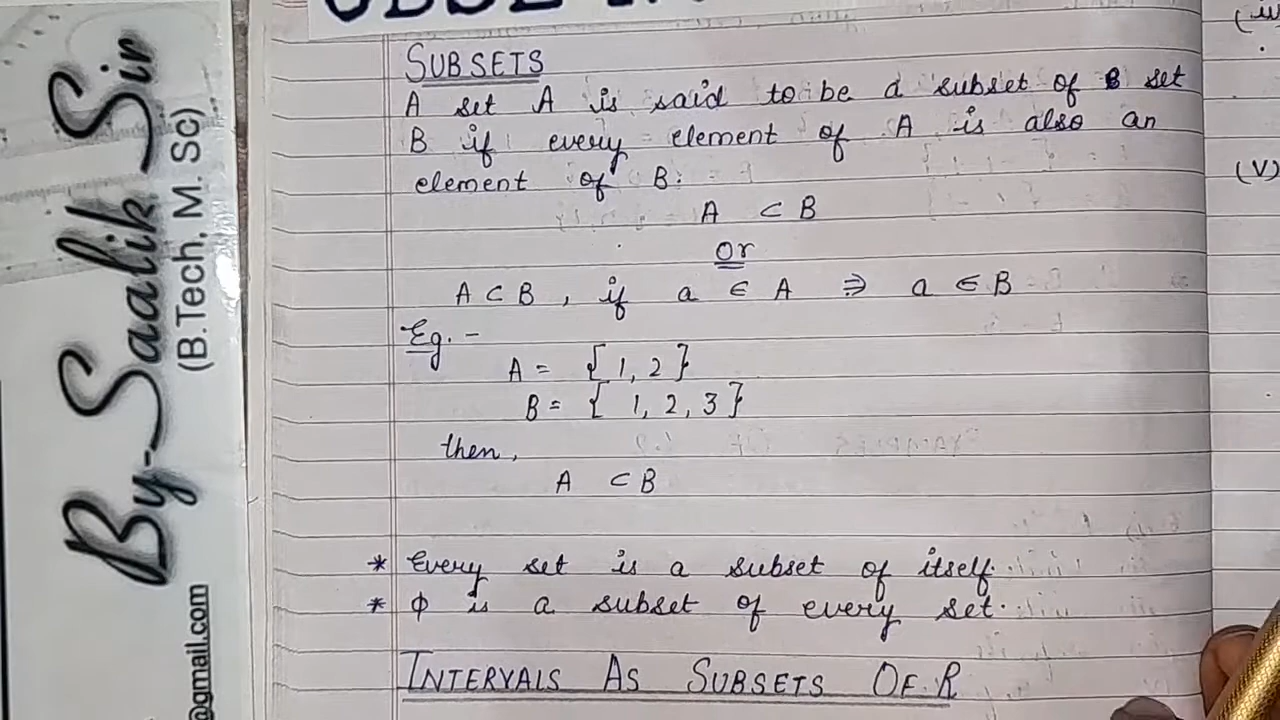 By-Saalik Sir
(B.Tech, M. Sc)
@gmail.com
SUBSETS
A set A is said to be a subset of set
B if every element of A is also an
element of B.
A ⊂ B
Or
A ⊂ B , if a ∈ A ⇒ a ∈ B
Eg. -
A = { 1, 2 }
B = { 1, 2, 3 }
then,
A ⊂ B
* Every set is a subset of itself.
* ϕ is a subset of every set.
INTERVALS AS SUBSETS OF R
(V)